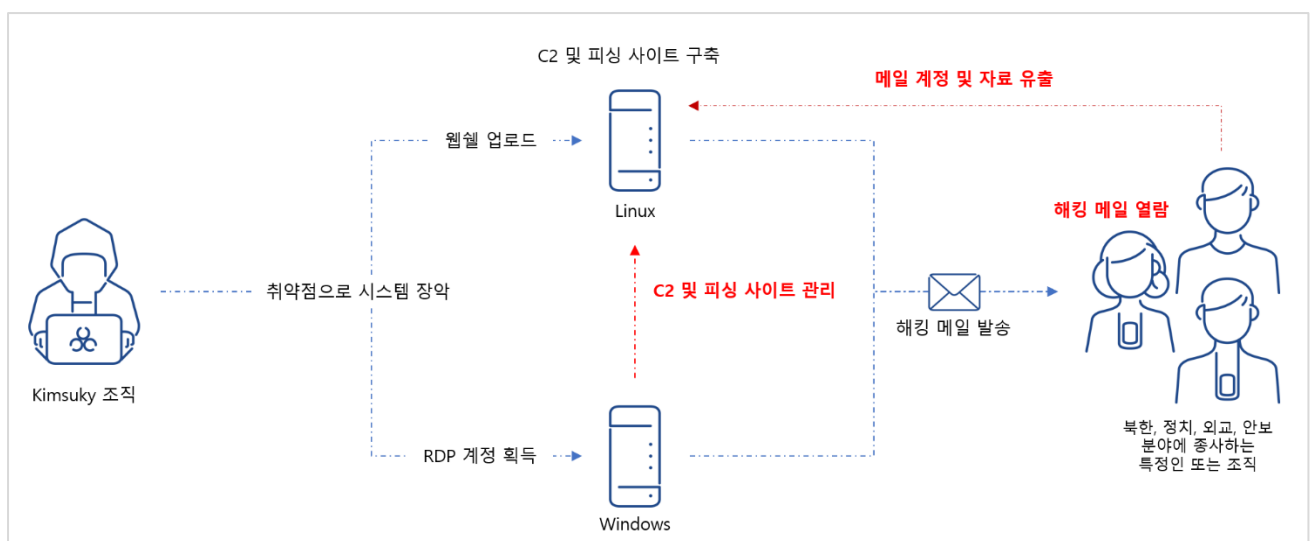 C2 및 피싱 사이트 구축
메일 계정 및 자료 유출
웹쉘 업로드
Linux
해킹 메일 열람
취약점으로 시스템 장악
C2 및 피싱 사이트 관리
해킹 메일 발송
Kimsuky 조직
RDP 계정 획득
Windows
북한, 정치, 외교, 안보
분야에 종사하는
특정인 또는 조직